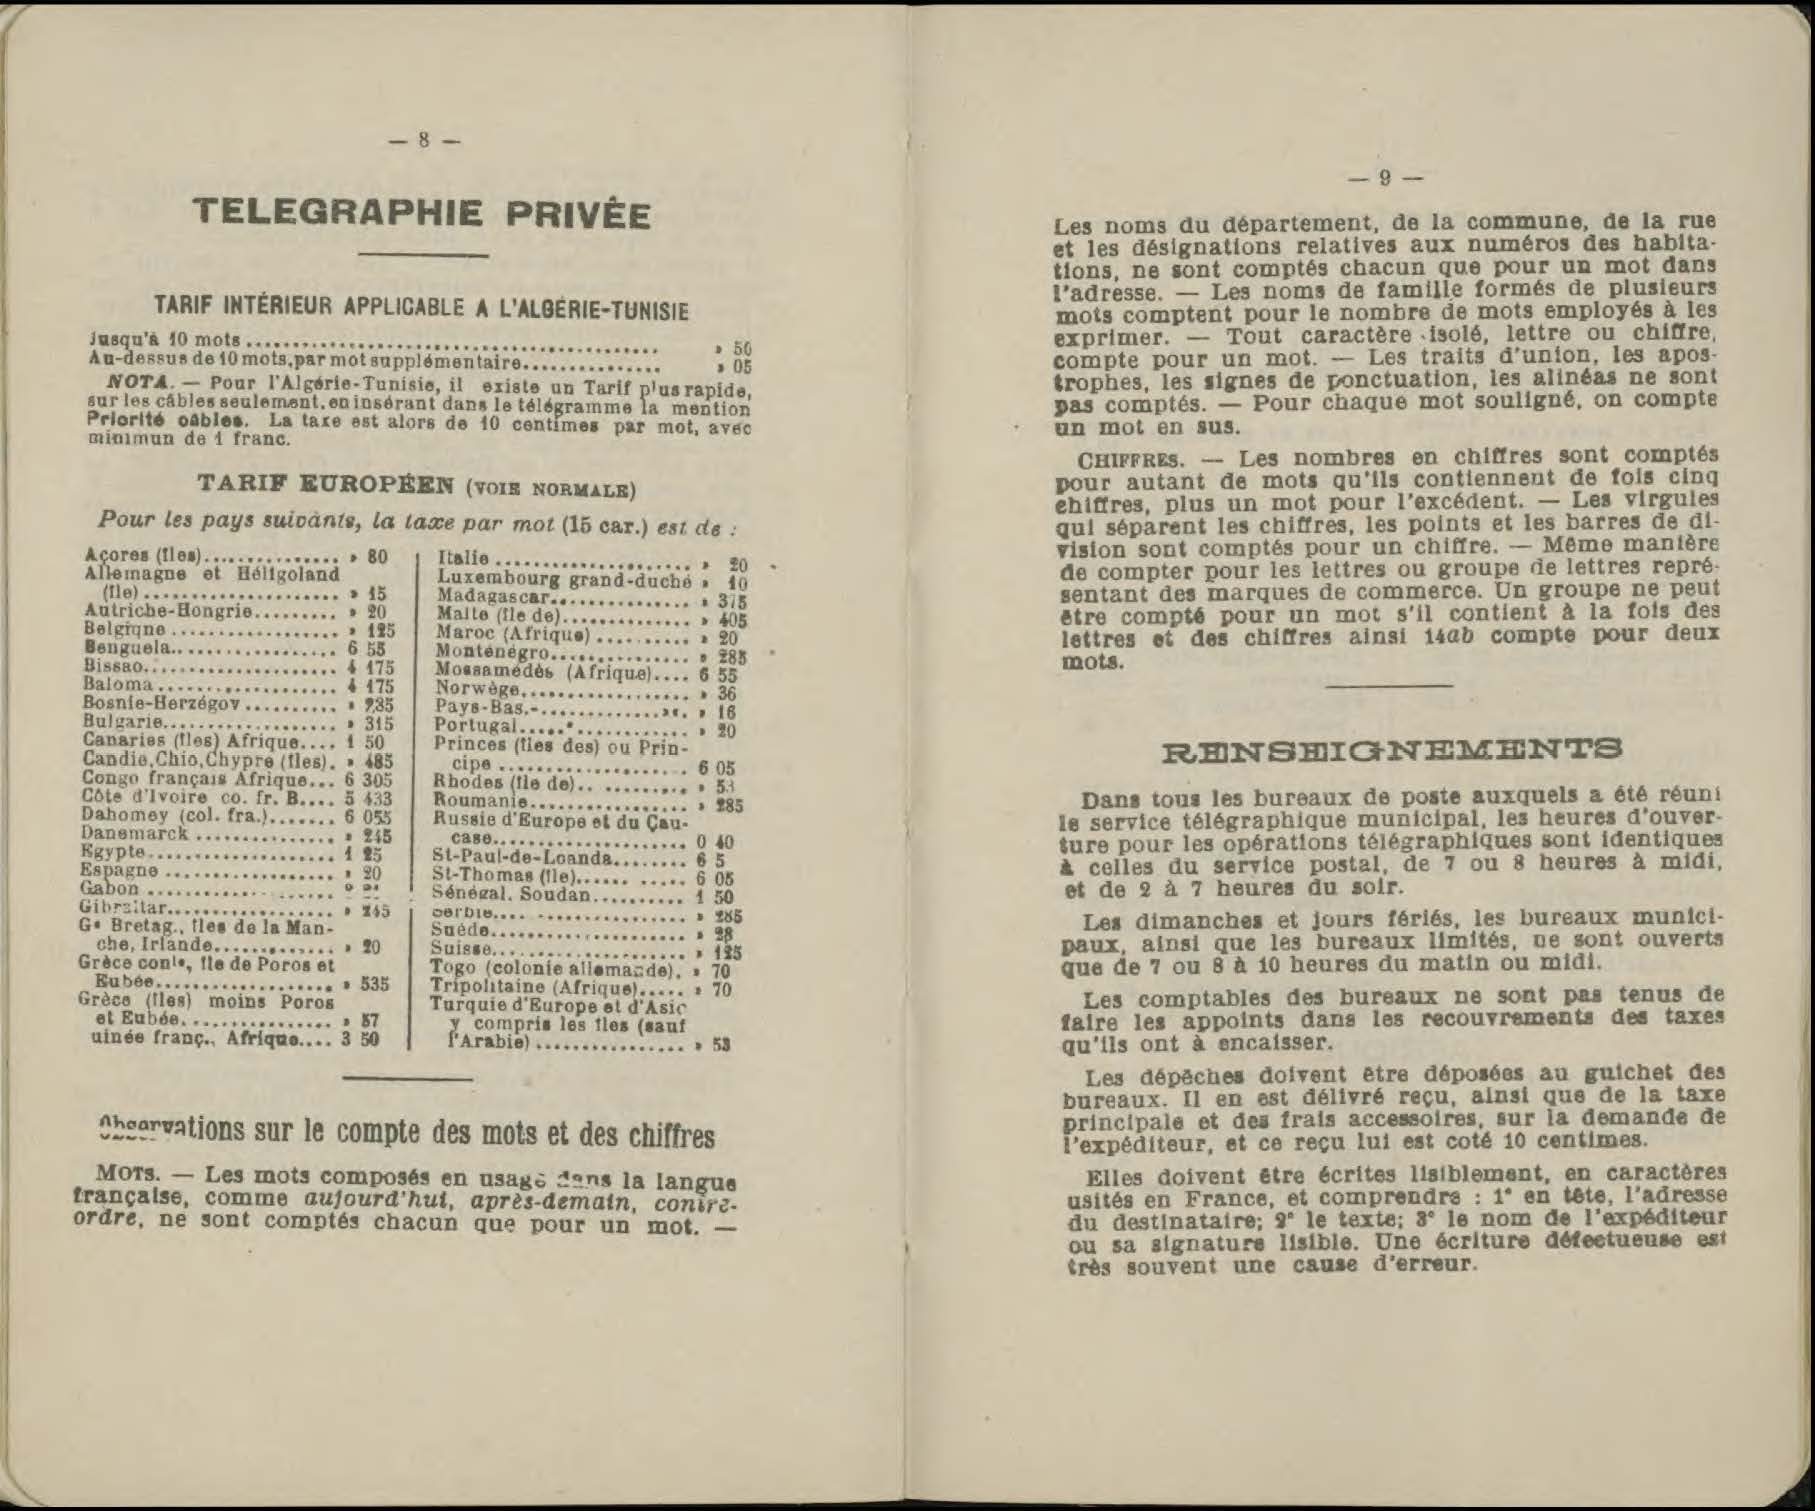 — 8 —
TELEGRAPHIE PRIVÉE
TARIF INTÉRIEUR APPLICABLE A L'ALGÉRIE-TUNISIE
Jusqu'à 10 mots ........ » 50
Au-dessus de 10 mots, par mot supplémentaire........ » 05
NOTA. — Pour l'Algérie-Tunisie, il existe un Tarif plus rapide,
sur les câbles seulement, en insérant dans le télégramme la mention
Priorité câbles. La taxe est alors de 10 centimes par mot, avec
minimun de 1 franc.
TARIF EUROPÉEN (VOIE NORMALE)
Pour les pays suivants, la taxe par mot (15 car.) est de :
Açores (Iles)........ » 80
Allemagne et Héligoland
(Ile)........ » 15
Autriche-Hongrie........ » 20
Belgique........ » 125
Benguela........ 6 55
Bissao........ 4 175
Baloma........ 4 175
Bosnie-Herzégov........ » 235
Bulgarie........ » 315
Canaries (Iles) Afrique.... 1 50
Candie, Chio, Chypre (Iles). » 485
Congo français Afrique... 6 305
Côte d'Ivoire co. fr. B.... 5 433
Dahomey (col. fra.)....... 6 055
Danemarck........ » 245
Egypte........ 1 25
Espagne........ » 20
Gabon........
Gibraltar........ » 245
Ge Bretag., Iles de la Man-
che, Irlande........ » 20
Grèce conle, Ile de Poros et
Eubée........ » 535
Grèce (Iles) moins Poros
et Eubée........ » 57
uinée franç., Afrique.... 3 50
Italie........ » 20
Luxembourg grand-duché » 10
Madagascar........ » 375
Malte (Ile de)........ » 405
Maroc (Afrique)........ » 20
Monténégro........ » 285
Mossamédès (Afrique).... 6 55
Norwège........ » 36
Pays-Bas........ » 16
Portugal........ » 20
Princes (Iles des) ou Prin-
cipe........ 6 05
Rhodes (Ile de)........ » 53
Roumanie........ » 285
Russie d'Europe et du Çau-
case........ 0 40
St-Paul-de-Loanda........ 6 5
St-Thomas (Ile)........ 6 05
Sénégal. Soudan........ 1 50
Serbie........ » 285
Suède........ » 28
Suisse........ » 125
Togo (colonie allemande). » 70
Tripolitaine (Afrique)..... » 70
Turquie d'Europe et d'Asie
y compris les Iles (sauf
l'Arabie)........ » 53
Observations sur le compte des mots et des chiffres
MOTS. — Les mots composés en usage dans la langue
française, comme aujourd'hui, après-demain, contre-
ordre, ne sont comptés chacun que pour un mot. —
— 9 —
Les noms du département, de la commune, de la rue
et les désignations relatives aux numéros des habita-
tions, ne sont comptés chacun que pour un mot dans
l'adresse. — Les noms de famille formés de plusieurs
mots comptent pour le nombre de mots employés à les
exprimer. — Tout caractère isolé, lettre ou chiffre,
compte pour un mot. — Les traits d'union, les apos-
trophes, les signes de ponctuation, les alinéas ne sont
pas comptés. — Pour chaque mot souligné, on compte
un mot en sus.
CHIFFRES. — Les nombres en chiffres sont comptés
pour autant de mots qu'ils contiennent de fois cinq
chiffres, plus un mot pour l'excédent. — Les virgules
qui séparent les chiffres, les points et les barres de di-
vision sont comptés pour un chiffre. — Même manière
de compter pour les lettres ou groupe de lettres repré-
sentant des marques de commerce. Un groupe ne peut
être compté pour un mot s'il contient à la fois des
lettres et des chiffres ainsi 14ab compte pour deux
mots.
RENSEIGNEMENTS
Dans tous les bureaux de poste auxquels a été réuni
le service télégraphique municipal, les heures d'ouver-
ture pour les opérations télégraphiques sont identiques
à celles du service postal, de 7 ou 8 heures à midi,
et de 2 à 7 heures du soir.
Les dimanches et jours fériés, les bureaux munici-
paux, ainsi que les bureaux limités, ne sont ouverts
que de 7 ou 8 à 10 heures du matin ou midi.
Les comptables des bureaux ne sont pas tenus de
faire les appoints dans les recouvrements des taxes
qu'ils ont à encaisser.
Les dépêches doivent être déposées au guichet des
bureaux. Il en est délivré reçu, ainsi que de la taxe
principale et des frais accessoires, sur la demande de
l'expéditeur, et ce reçu lui est coté 10 centimes.
Elles doivent être écrites lisiblement, en caractères
usités en France, et comprendre : 1° en tête, l'adresse
du destinataire; 2° le texte; 3° le nom de l'expéditeur
ou sa signature lisible. Une écriture défectueuse est
très souvent une cause d'erreur.